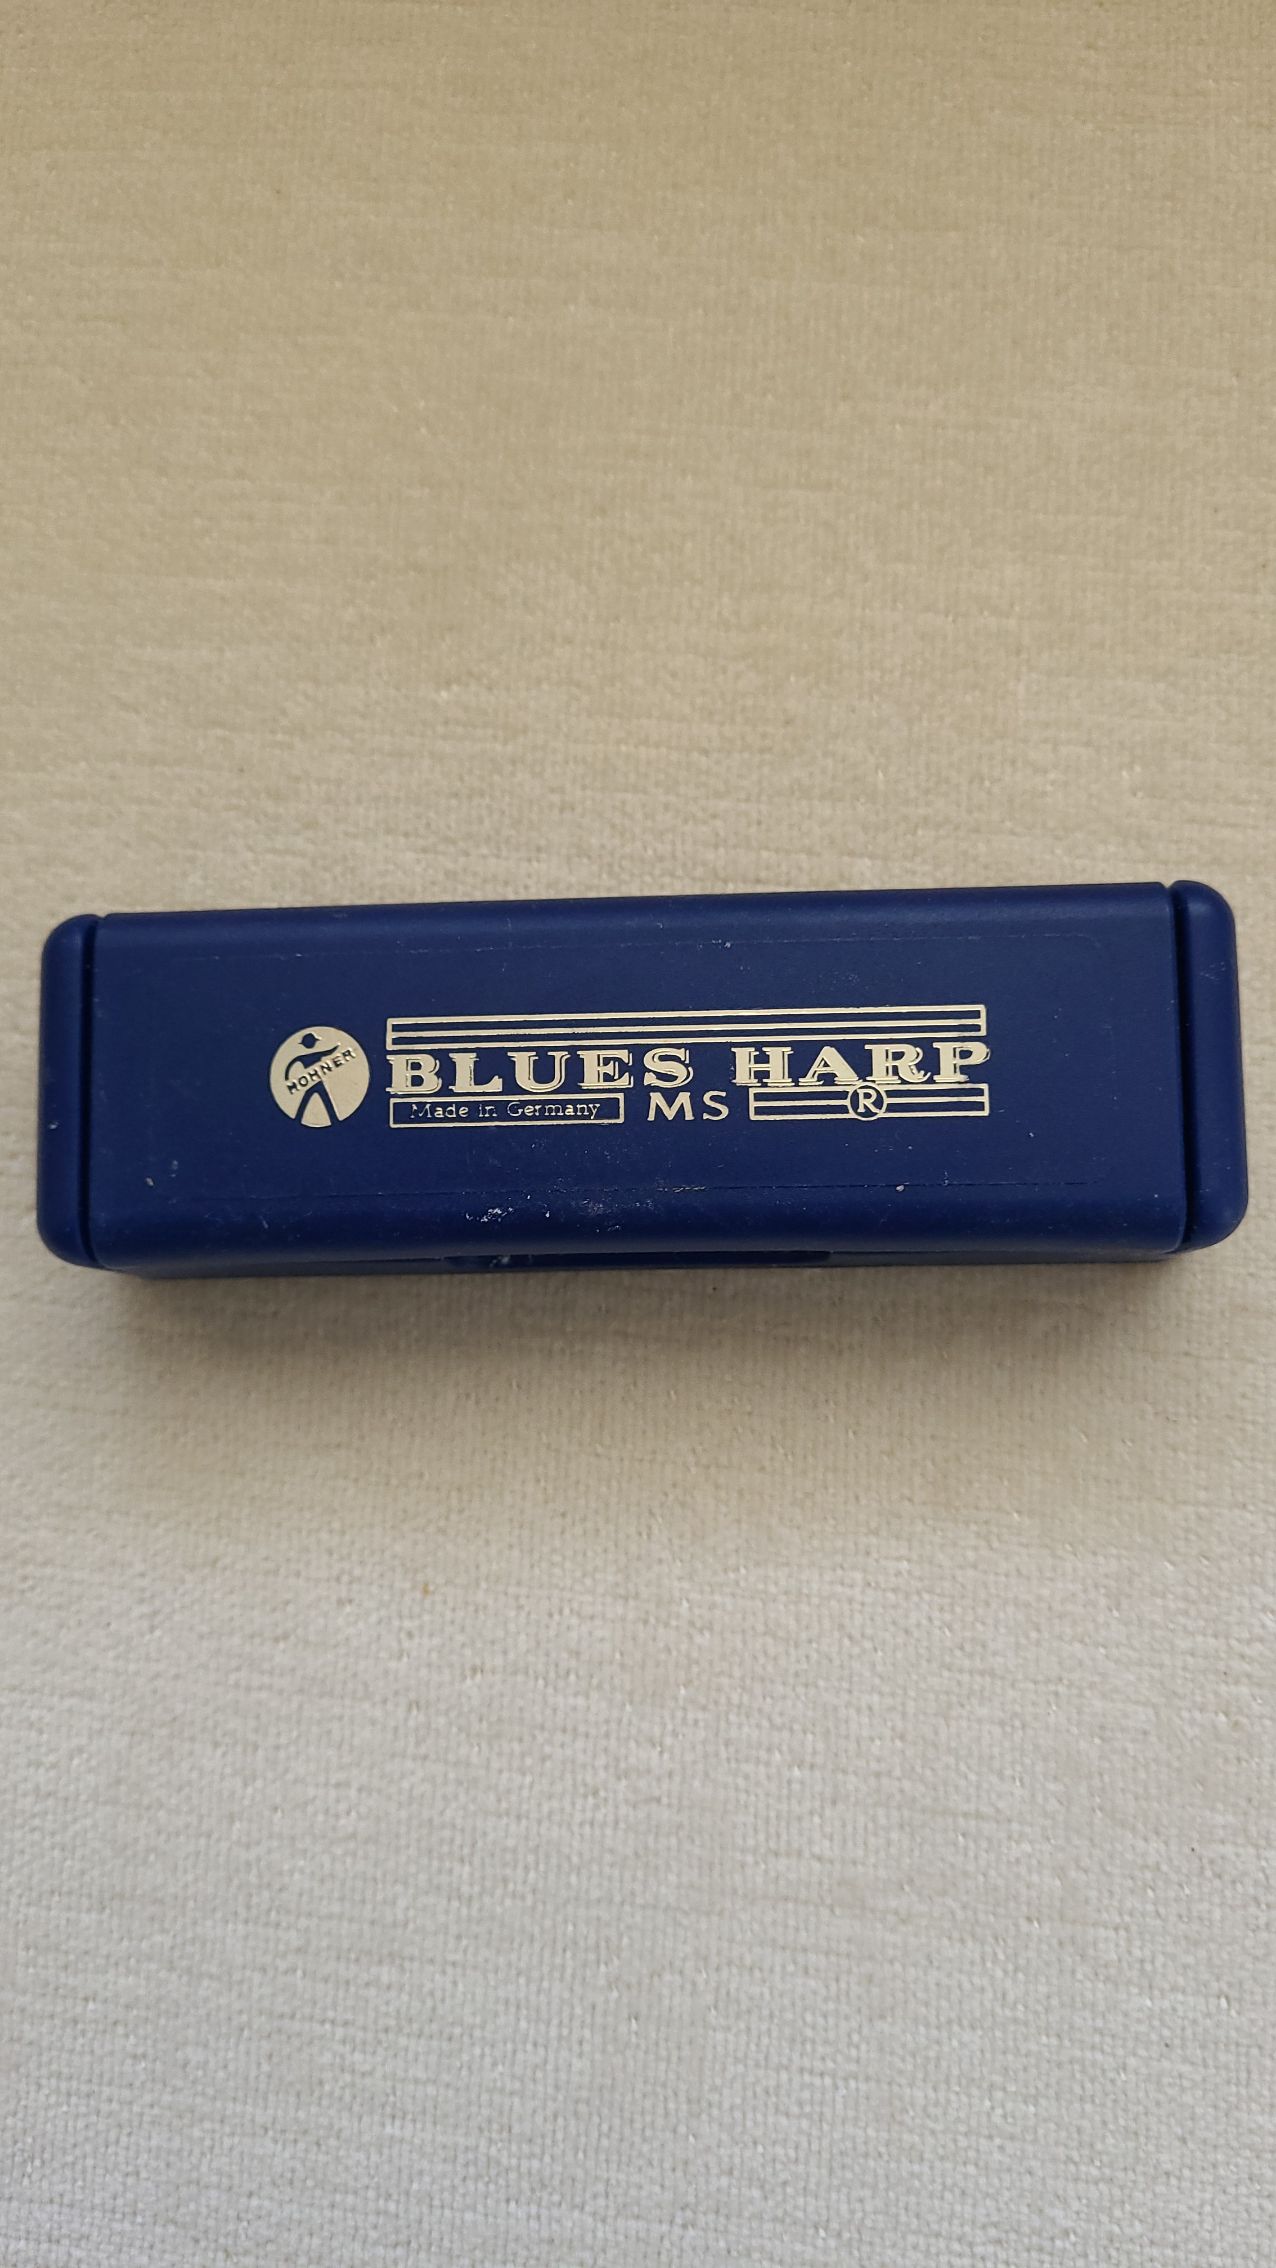 HOHNER
BLUES HARP
Made in Germany MS ®